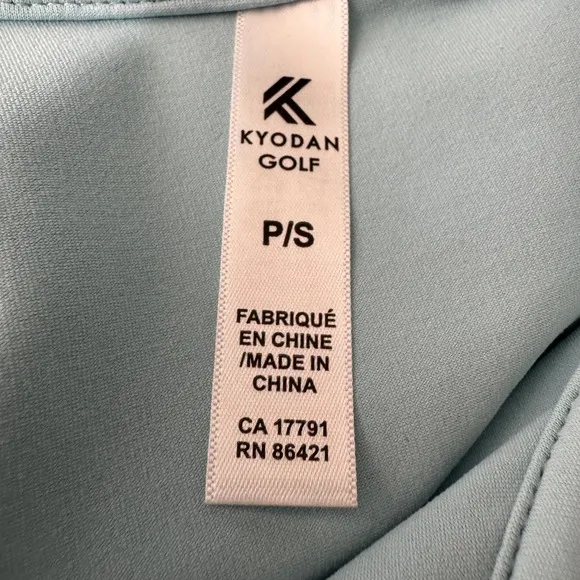 KYODAN
GOLF
P/S
FABRIQUÉ
EN CHINE
/MADE IN
CHINA
CA 17791
RN 86421